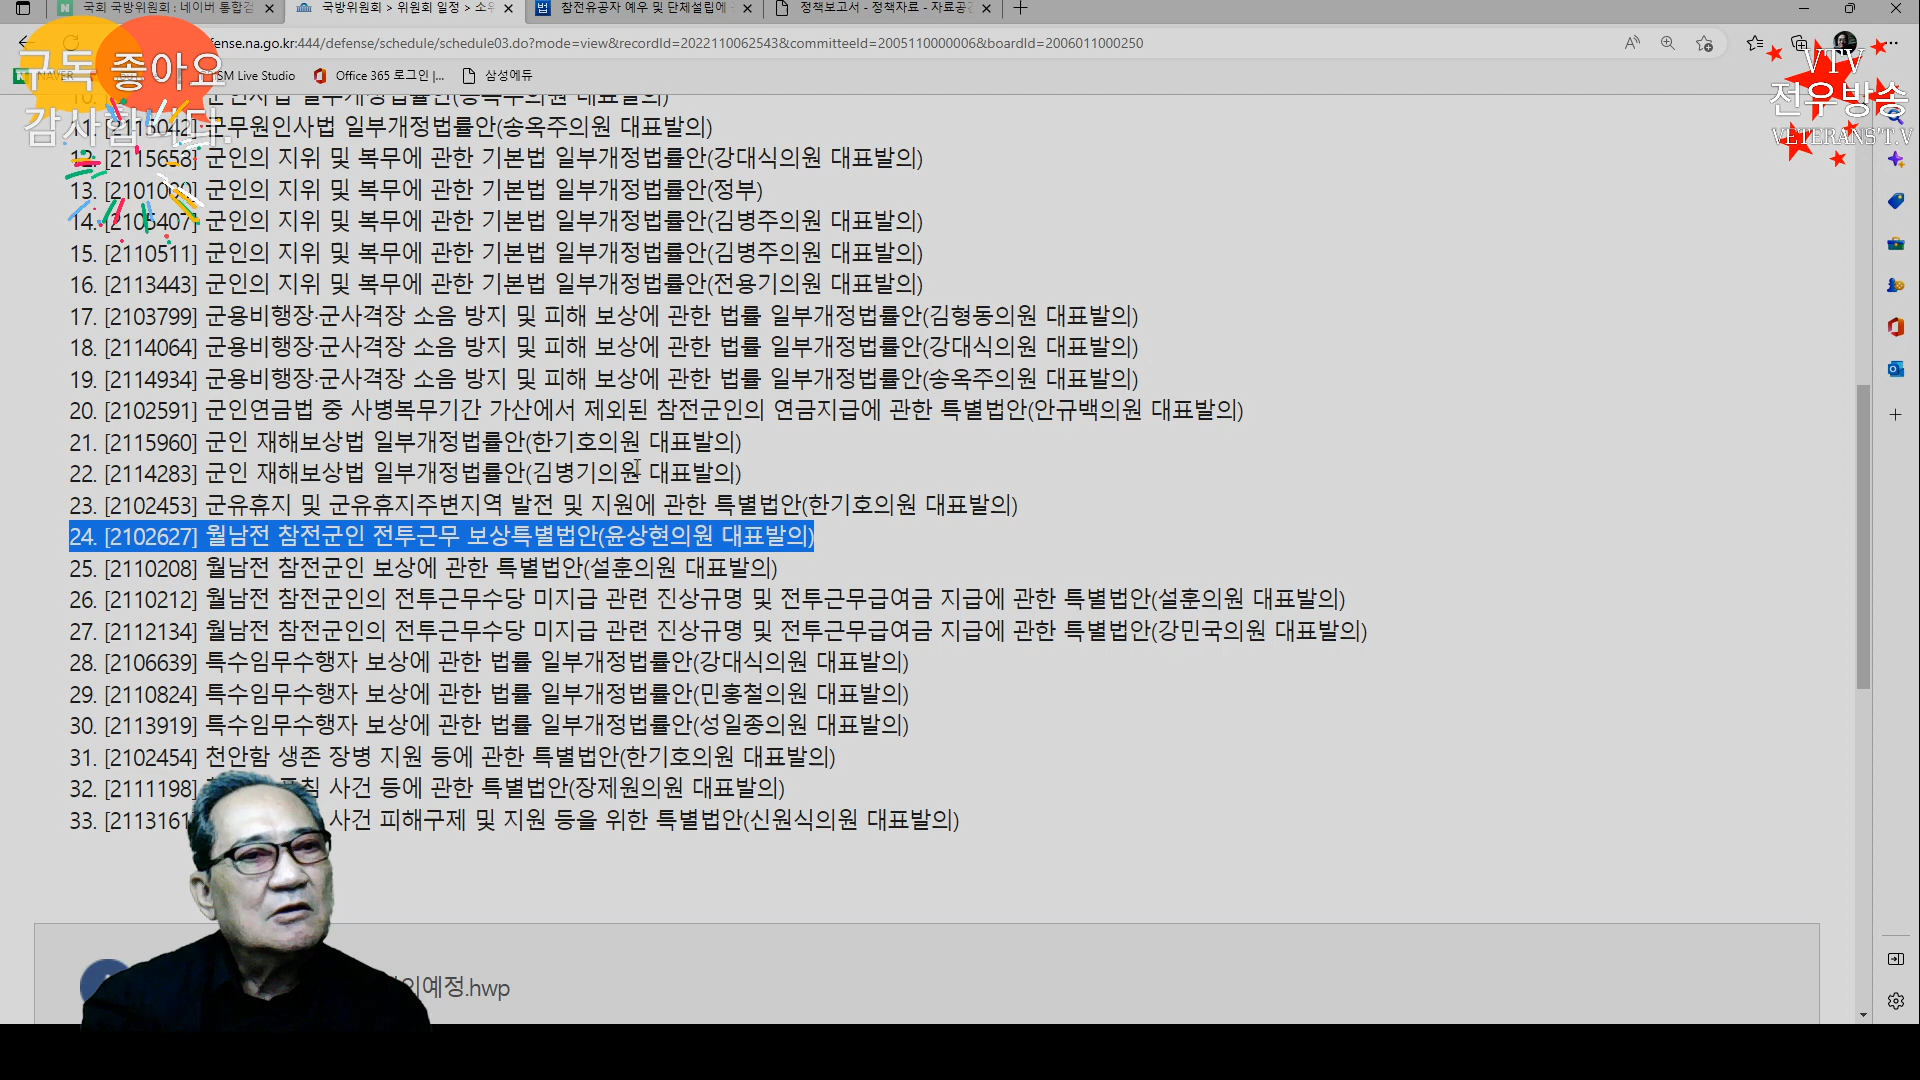 국회 국방위원회 : 네이버 통합검
국방위원회 > 위원회 일정 > 소우
참전유공자 예우 및 단체설립에
정책보고서 - 정책자료 - 자료공간
fense.na.go.kr:444/defense/schedule/schedule03.do?mode=view&recordId=2022110062543&committeeId=2005110000006&boardId=2006011000250
NAVER
SM Live Studio
Office 365 로그인 |...
삼성에듀
구독 좋아요
감사합니다.
VTV
전우방송
VETERANS'T.V
10. 군인사법 일부개정법률안(송옥주의원 대표발의)
11. [2115042] 군무원인사법 일부개정법률안(송옥주의원 대표발의)
12. [2115658] 군인의 지위 및 복무에 관한 기본법 일부개정법률안(강대식의원 대표발의)
13. [2101000] 군인의 지위 및 복무에 관한 기본법 일부개정법률안(정부)
14. [2105407] 군인의 지위 및 복무에 관한 기본법 일부개정법률안(김병주의원 대표발의)
15. [2110511] 군인의 지위 및 복무에 관한 기본법 일부개정법률안(김병주의원 대표발의)
16. [2113443] 군인의 지위 및 복무에 관한 기본법 일부개정법률안(전용기의원 대표발의)
17. [2103799] 군용비행장·군사격장 소음 방지 및 피해 보상에 관한 법률 일부개정법률안(김형동의원 대표발의)
18. [2114064] 군용비행장·군사격장 소음 방지 및 피해 보상에 관한 법률 일부개정법률안(강대식의원 대표발의)
19. [2114934] 군용비행장·군사격장 소음 방지 및 피해 보상에 관한 법률 일부개정법률안(송옥주의원 대표발의)
20. [2102591] 군인연금법 중 사병복무기간 가산에서 제외된 참전군인의 연금지급에 관한 특별법안(안규백의원 대표발의)
21. [2115960] 군인 재해보상법 일부개정법률안(한기호의원 대표발의)
22. [2114283] 군인 재해보상법 일부개정법률안(김병기의원 대표발의)
23. [2102453] 군유휴지 및 군유휴지주변지역 발전 및 지원에 관한 특별법안(한기호의원 대표발의)
24. [2102627] 월남전 참전군인 전투근무 보상특별법안(윤상현의원 대표발의)
25. [2110208] 월남전 참전군인 보상에 관한 특별법안(설훈의원 대표발의)
26. [2110212] 월남전 참전군인의 전투근무수당 미지급 관련 진상규명 및 전투근무급여금 지급에 관한 특별법안(설훈의원 대표발의)
27. [2112134] 월남전 참전군인의 전투근무수당 미지급 관련 진상규명 및 전투근무급여금 지급에 관한 특별법안(강민국의원 대표발의)
28. [2106639] 특수임무수행자 보상에 관한 법률 일부개정법률안(강대식의원 대표발의)
29. [2110824] 특수임무수행자 보상에 관한 법률 일부개정법률안(민홍철의원 대표발의)
30. [2113919] 특수임무수행자 보상에 관한 법률 일부개정법률안(성일종의원 대표발의)
31. [2102454] 천안함 생존 장병 지원 등에 관한 특별법안(한기호의원 대표발의)
32. [2111198] 사건 등에 관한 특별법안(장제원의원 대표발의)
33. [2113161 사건 피해구제 및 지원 등을 위한 특별법안(신원식의원 대표발의)
예정.hwp